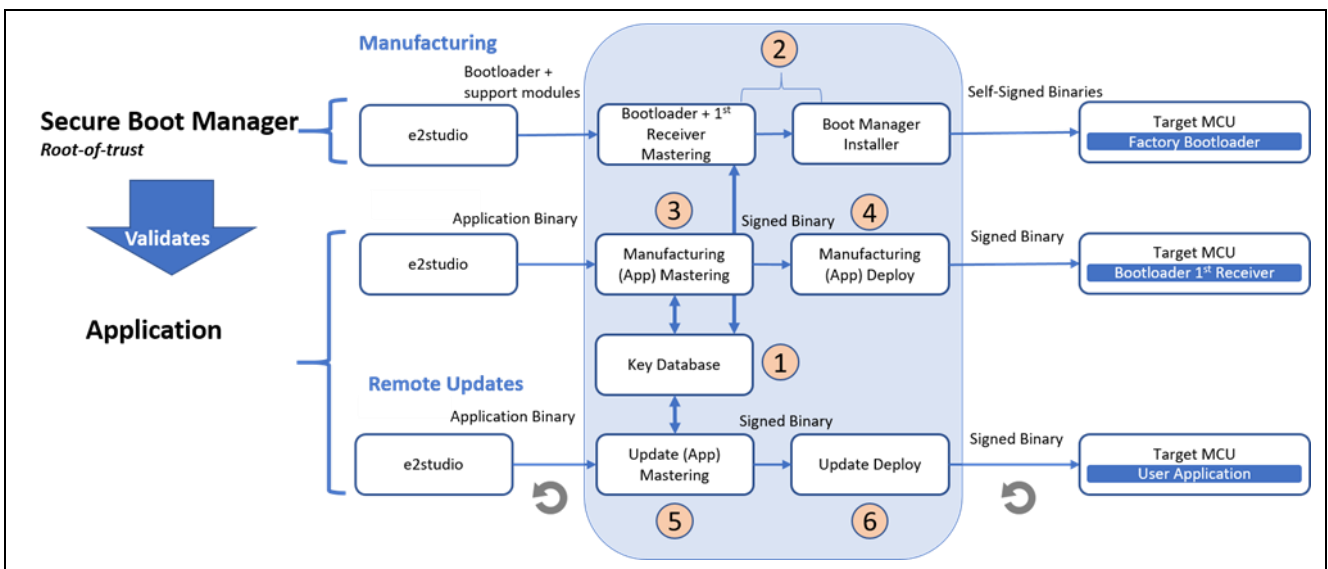 Manufacturing
2
Bootloader +
support modules
Self-Signed Binaries
Secure Boot Manager
Root-of-trust
e2studio
Bootloader + 1st
Receiver
Mastering
Boot Manager
Installer
Target MCU
Factory Bootloader
Validates
Application Binary
3
Signed Binary
4
Signed Binary
e2studio
Manufacturing
(App) Mastering
Manufacturing
(App) Deploy
Target MCU
Bootloader 1st Receiver
Application
Key Database
1
Remote Updates
Application Binary
Signed Binary
Signed Binary
e2studio
Update (App)
Mastering
Update Deploy
Target MCU
User Application
5
6